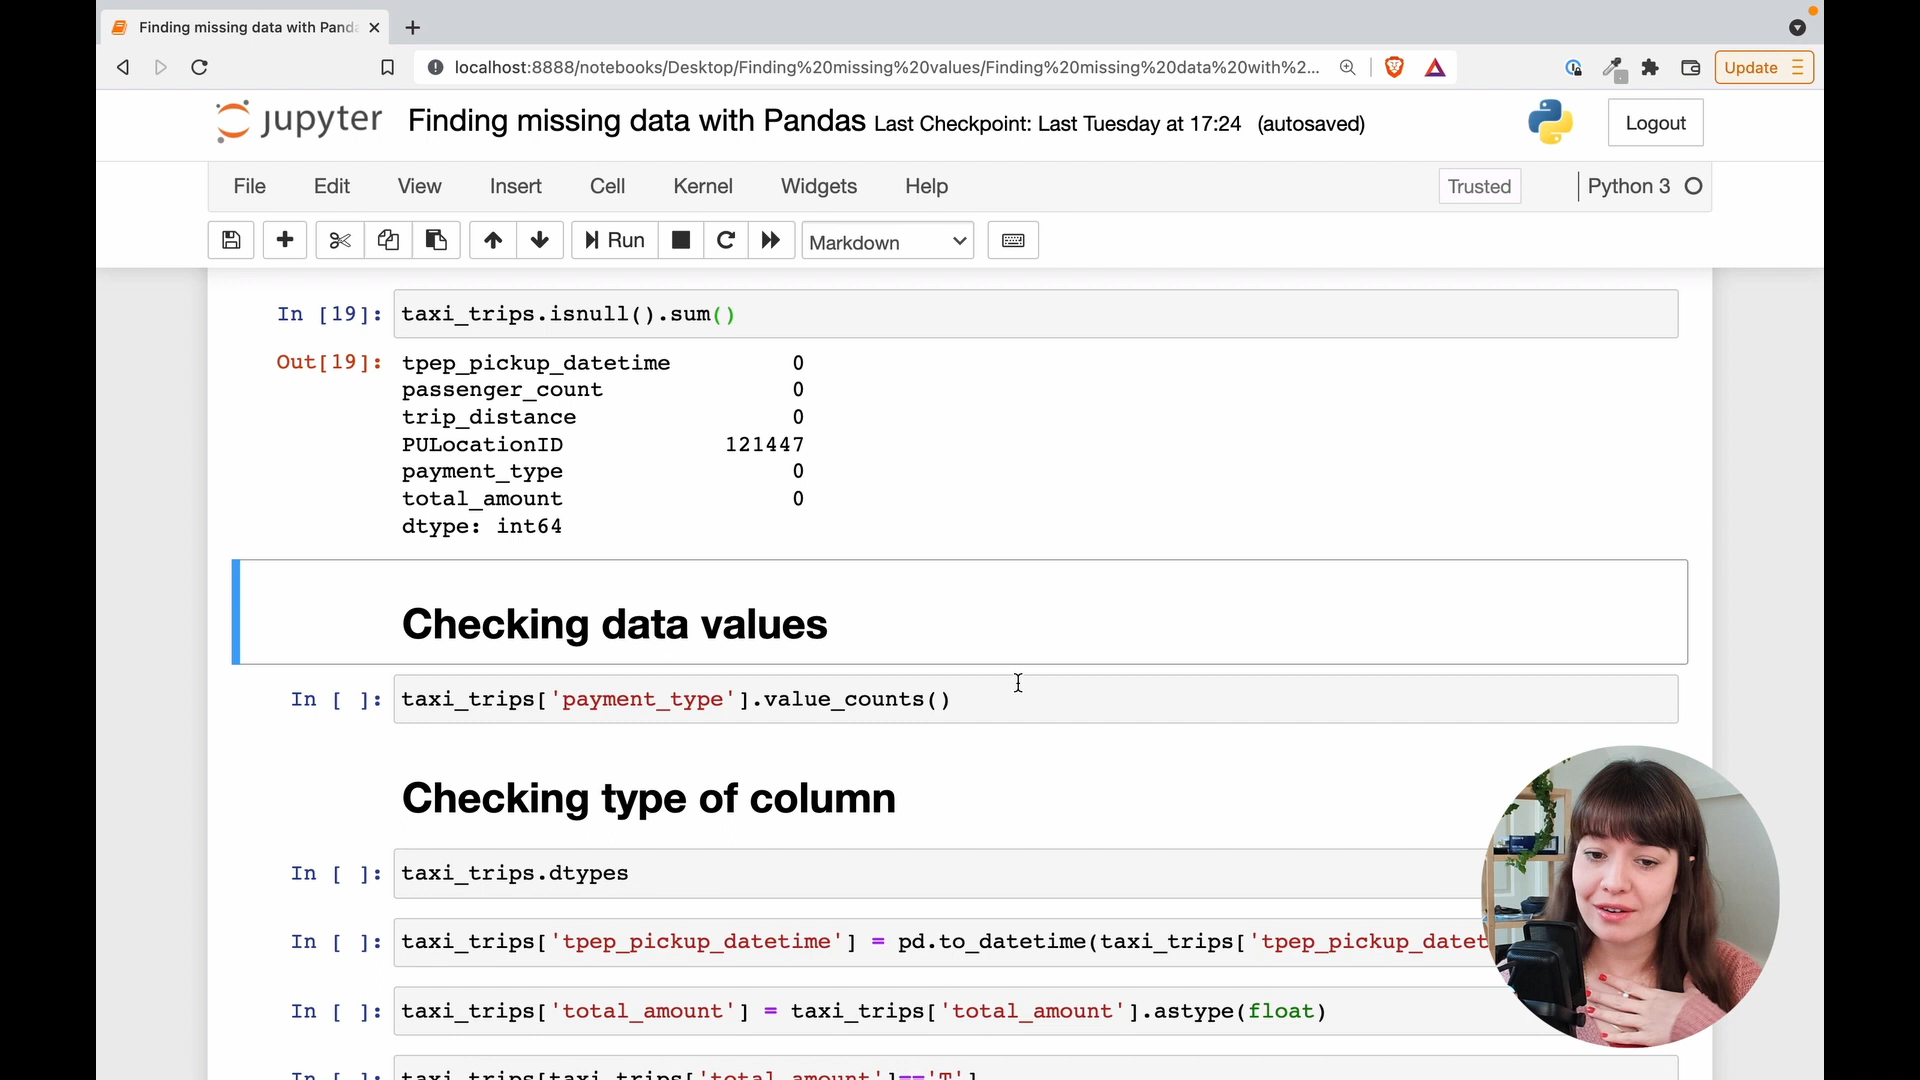 Finding missing data with Panda
localhost:8888/notebooks/Desktop/Finding%20missing%20values/Finding%20missing%20data%20with%2...
Update
jupyter Finding missing data with Pandas Last Checkpoint: Last Tuesday at 17:24 (autosaved)
Logout
File Edit View Insert Cell Kernel Widgets Help
Trusted Python 3
Run Markdown
In [19]: taxi_trips.isnull().sum()
Out[19]: tpep_pickup_datetime 0
passenger_count 0
trip_distance 0
PULocationID 121447
payment_type 0
total_amount 0
dtype: int64
Checking data values
In [ ]: taxi_trips['payment_type'].value_counts()
Checking type of column
In [ ]: taxi_trips.dtypes
In [ ]: taxi_trips['tpep_pickup_datetime'] = pd.to_datetime(taxi_trips['tpep_pickup_datet
In [ ]: taxi_trips['total_amount'] = taxi_trips['total_amount'].astype(float)
In [ ]: taxi_trips[taxi_trips['total_amount']=='T']